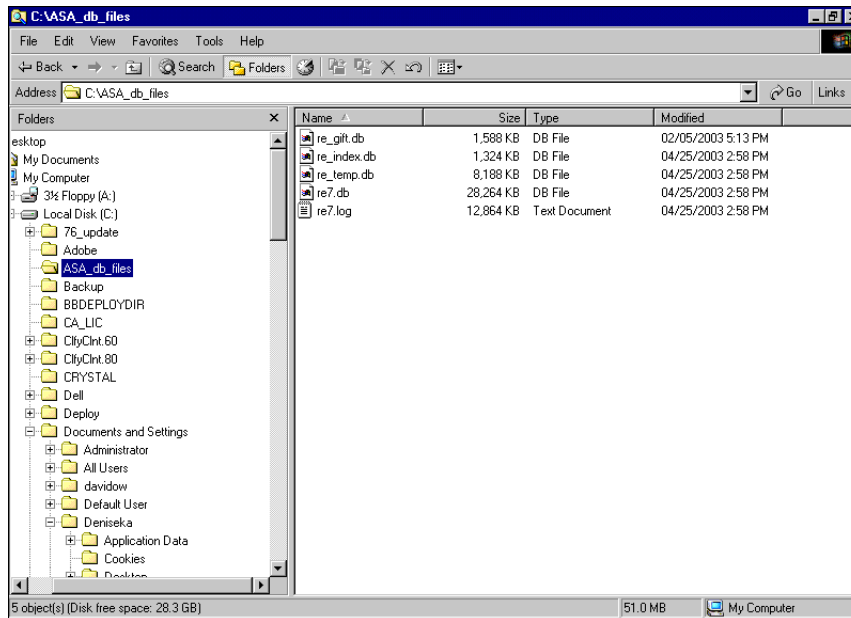 C:\ASA_db_files
File Edit View Favorites Tools Help
Back Search Folders
Address C:\ASA_db_files Go Links
Folders Name Size Type Modified
esktop
My Documents
My Computer
3½ Floppy (A:)
Local Disk (C:)
76_update
Adobe
ASA_db_files
Backup
BBDEPLOYDIR
CA_LIC
ClfyClnt.60
ClfyClnt.80
CRYSTAL
Dell
Deploy
Documents and Settings
Administrator
All Users
davidow
Default User
Deniseka
Application Data
Cookies
Desktop
re_gift.db 1,588 KB DB File 02/05/2003 5:13 PM
re_index.db 1,324 KB DB File 04/25/2003 2:58 PM
re_temp.db 8,188 KB DB File 04/25/2003 2:58 PM
re7.db 28,264 KB DB File 04/25/2003 2:58 PM
re7.log 12,864 KB Text Document 04/25/2003 2:58 PM
5 object(s) (Disk free space: 28.3 GB) 51.0 MB My Computer